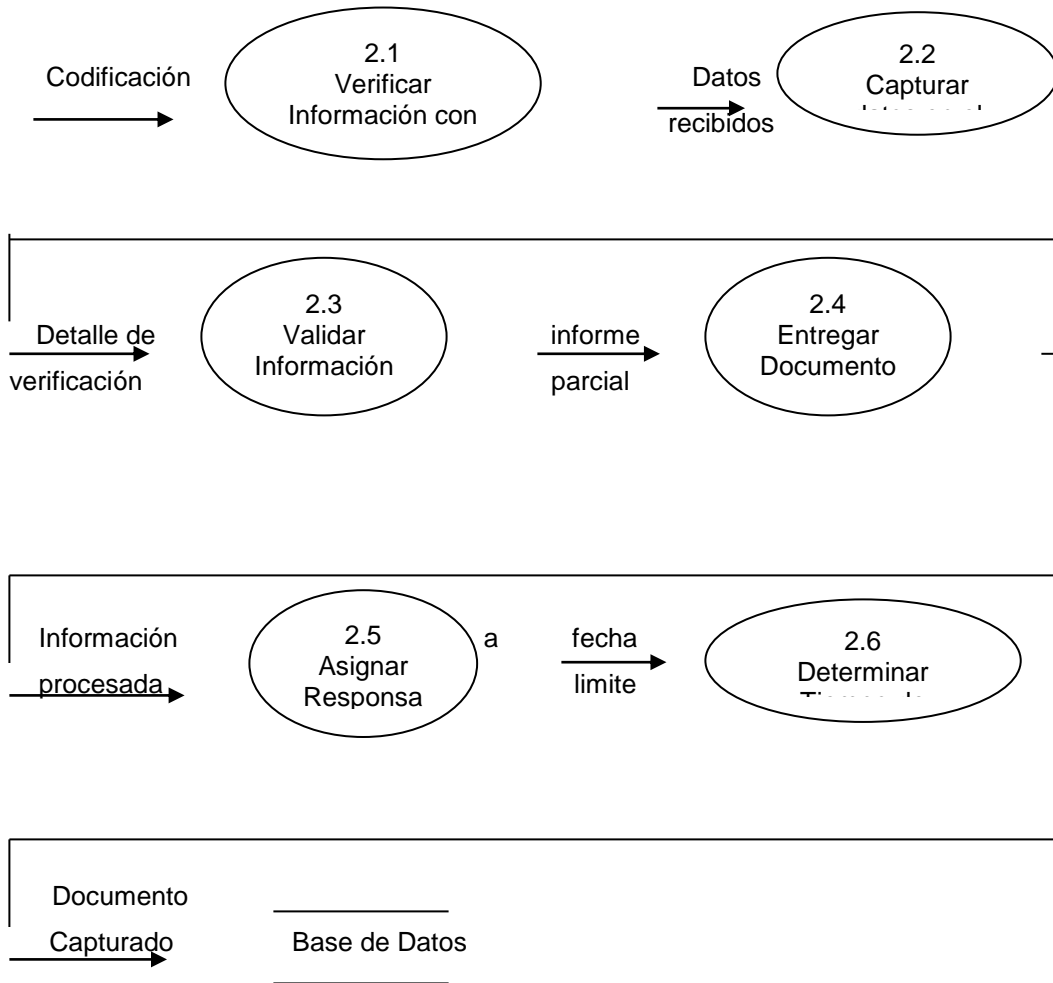 Codificación
2.1
Verificar
Información con
Datos
recibidos
2.2
Capturar
Detalle de
verificación
2.3
Validar
Información
informe
parcial
2.4
Entregar
Documento
Información
procesada
2.5
Asignar
Responsa
a
fecha
limite
2.6
Determinar
Documento
Capturado
Base de Datos